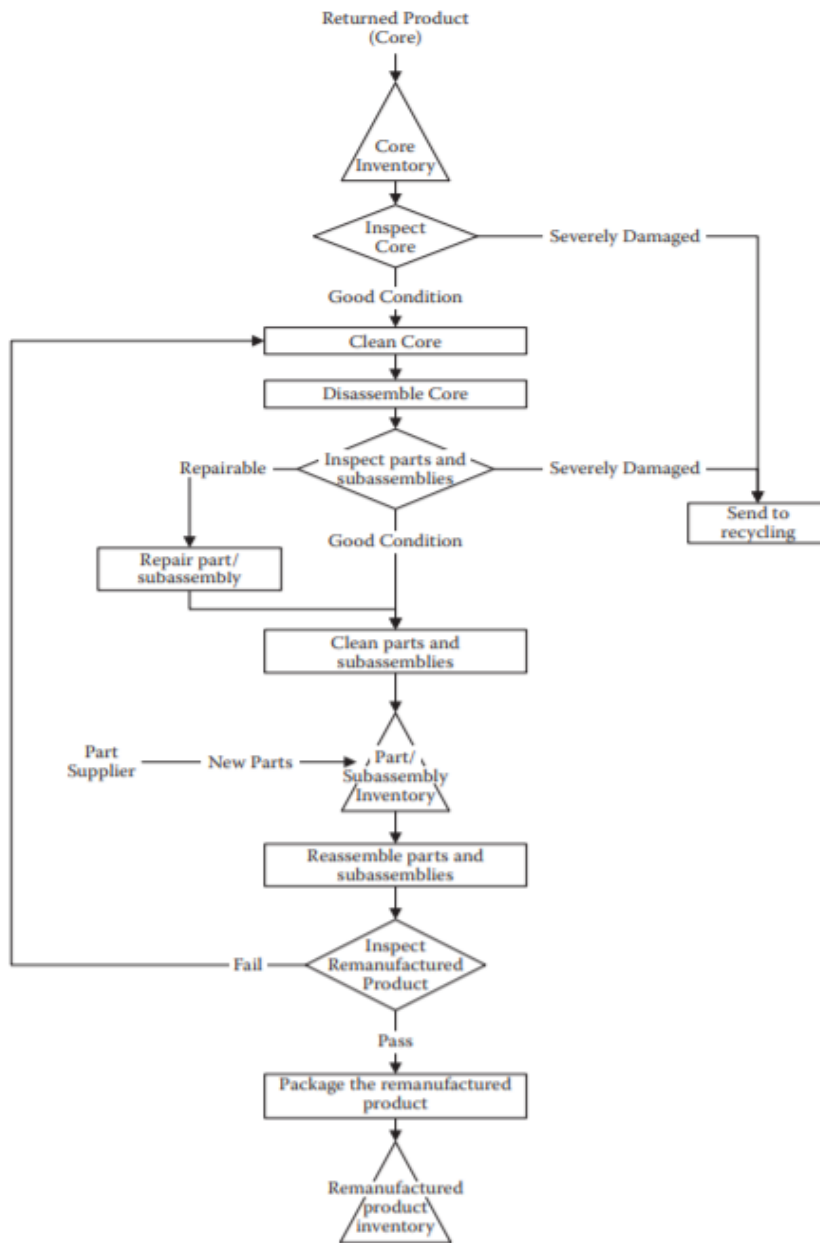 Returned Product
(Core)
Core
Inventory
Inspect
Core
Severely Damaged
Good Condition
Clean Core
Disassemble Core
Inspect parts and
subassemblies
Repairable
Severely Damaged
Send to
recycling
Good Condition
Repair part/
subassembly
Clean parts and
subassemblies
Part
Supplier
New Parts
Part/
Subassembly
Inventory
Reassemble parts and
subassemblies
Inspect
Remanufactured
Product
Fail
Pass
Package the remanufactured
product
Remanufactured
product
inventory